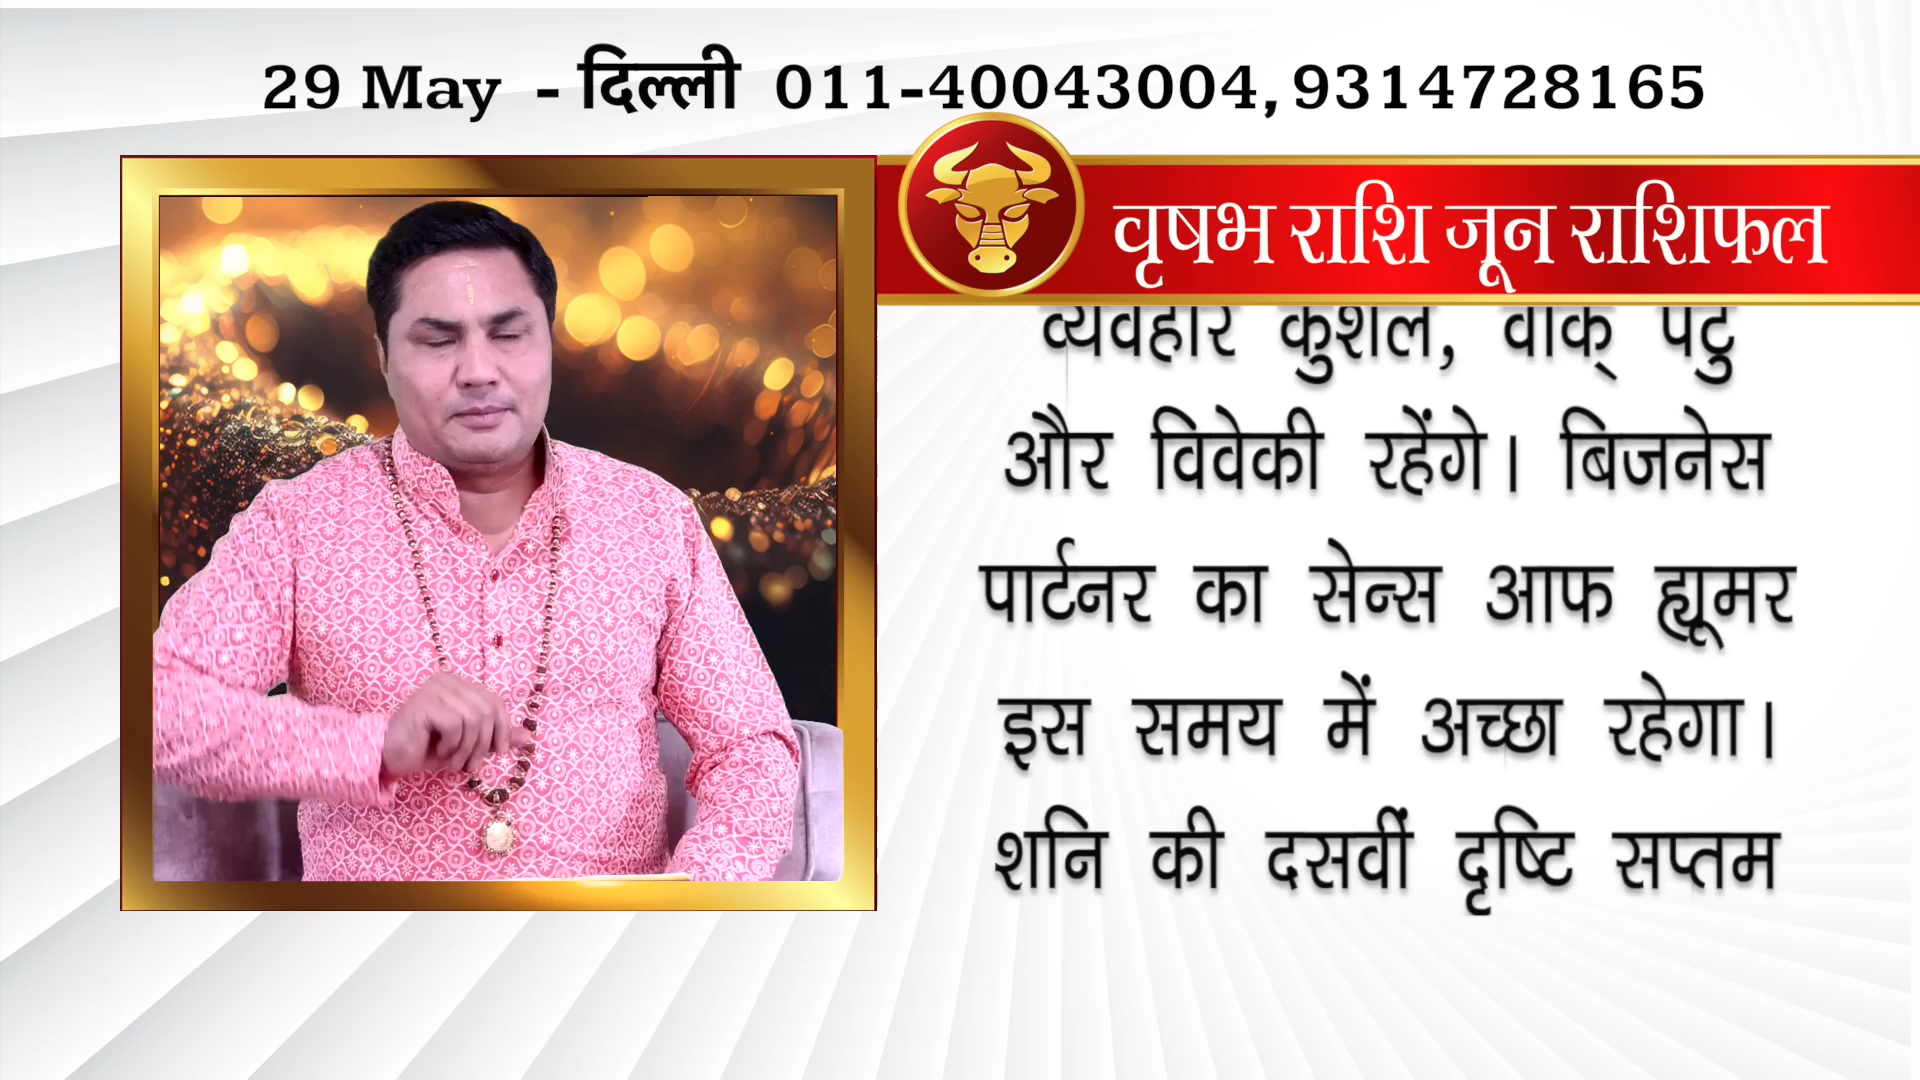 29 May - दिल्ली 011-40043004, 9314728165
वृषभ राशि जून राशिफल
व्यवहार कुशल, वाक् पटु
और विवेकी रहेंगे। बिजनेस
पार्टनर का सेन्स आफ ह्यूमर
इस समय में अच्छा रहेगा।
शनि की दसवीं दृष्टि सप्तम